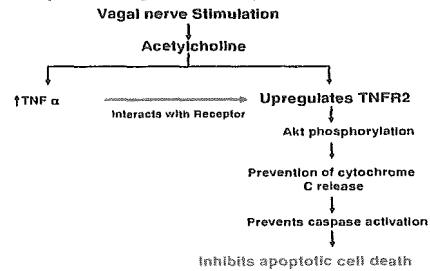 Vagal nerve Stimulation
Acetylcholine
↑TNF α
Interacts with Receptor
Upregulates TNFR2
Akt phosphorylation
Prevention of cytochrome
C release
Prevents caspase activation
Inhibits apoptotic cell death